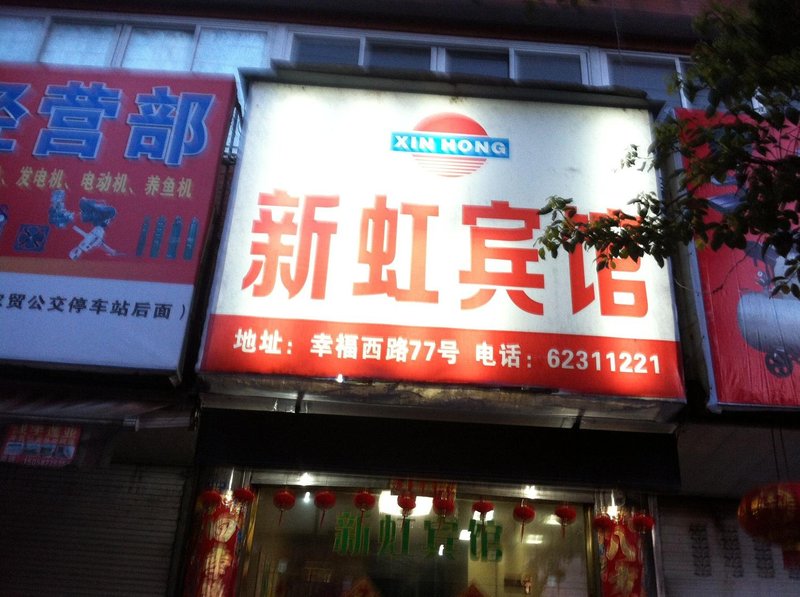 经营部
发电机、电动机、养鱼机
贸公交停车站后面）
XIN HONG
新虹宾馆
地址：幸福西路77号 电话：62311221
新虹宾馆